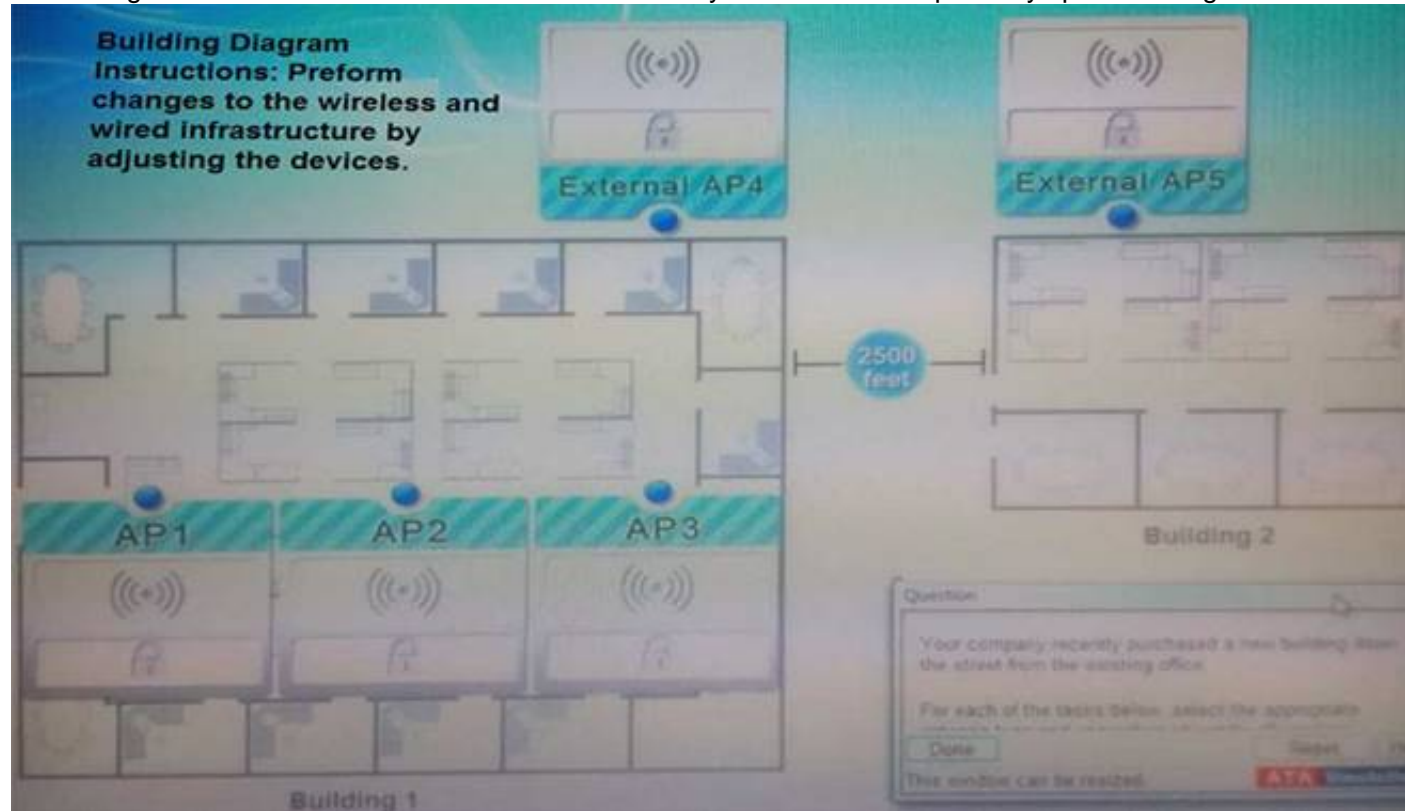 Building Diagram
Instructions: Preform
changes to the wireless and
wired infrastructure by
adjusting the devices.
External AP4
External AP5
2500
feet
AP1
AP2
AP3
Building 2
Question
Your company recently purchased a new building down
the street from the existing office.
For each of the tasks below, select the appropriate
Done
Reset
This window can be resized.
Building 1